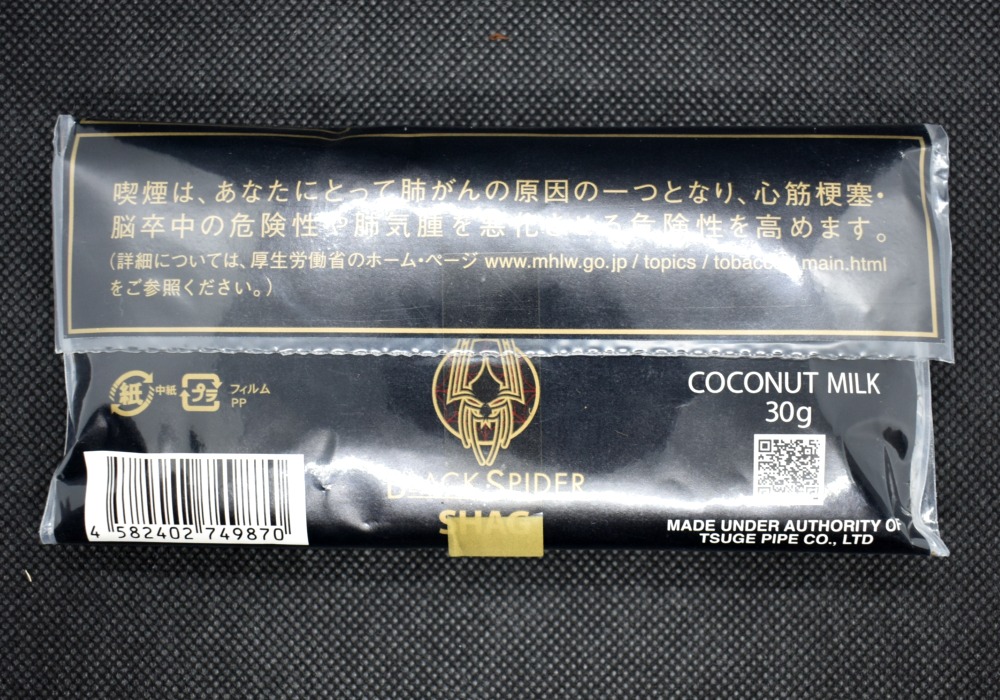 喫煙は、あなたにとって肺がんの原因の一つとなり、心筋梗塞・
脳卒中の危険性や肺気腫を悪化させる危険性を高めます。
(詳細については、厚生労働省のホーム・ページ www.mhlw.go.jp / topics / tobacco / main.html
をご参照ください。)
紙 中紙 プラ フィルム
PP
COCONUT MILK
30g
BLACK SPIDER
SHAG
4 582402 749870
MADE UNDER AUTHORITY OF
TSUGE PIPE CO., LTD